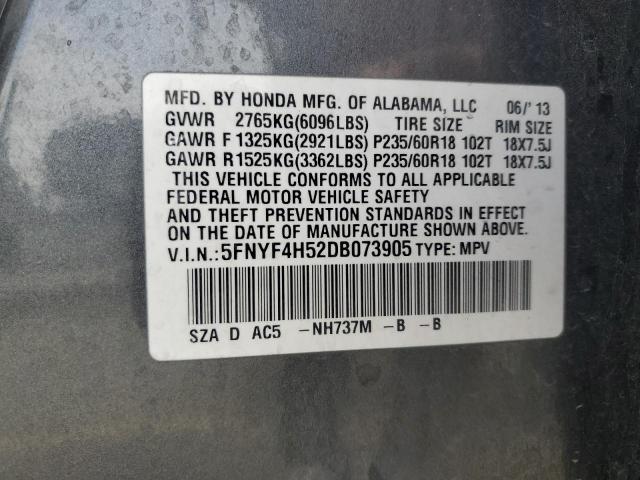 MFD. BY HONDA MFG. OF ALABAMA, LLC 06/'13
GVWR 2765KG(6096LBS) TIRE SIZE RIM SIZE
GAWR F 1325KG(2921LBS) P235/60R18 102T 18X7.5J
GAWR R 1525KG(3362LBS) P235/60R18 102T 18X7.5J
THIS VEHICLE CONFORMS TO ALL APPLICABLE
FEDERAL MOTOR VEHICLE SAFETY
AND THEFT PREVENTION STANDARDS IN EFFECT
ON THE DATE OF MANUFACTURE SHOWN ABOVE.
V.I.N.:5FNYF4H52DB073905 TYPE: MPV
SZA D AC5 -NH737M -B -B